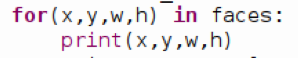 for(x,y,w,h) in faces:
print(x,y,w,h)